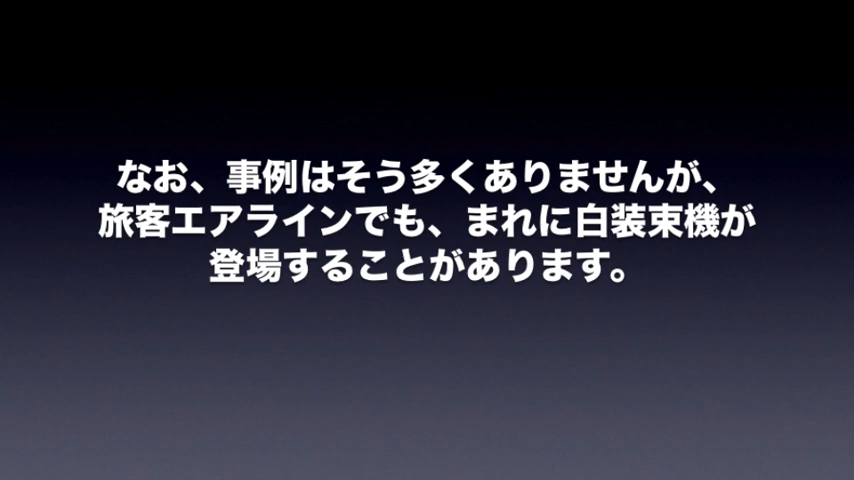 なお、事例はそう多くありませんが、
旅客エアラインでも、まれに白装束機が
登場することがあります。